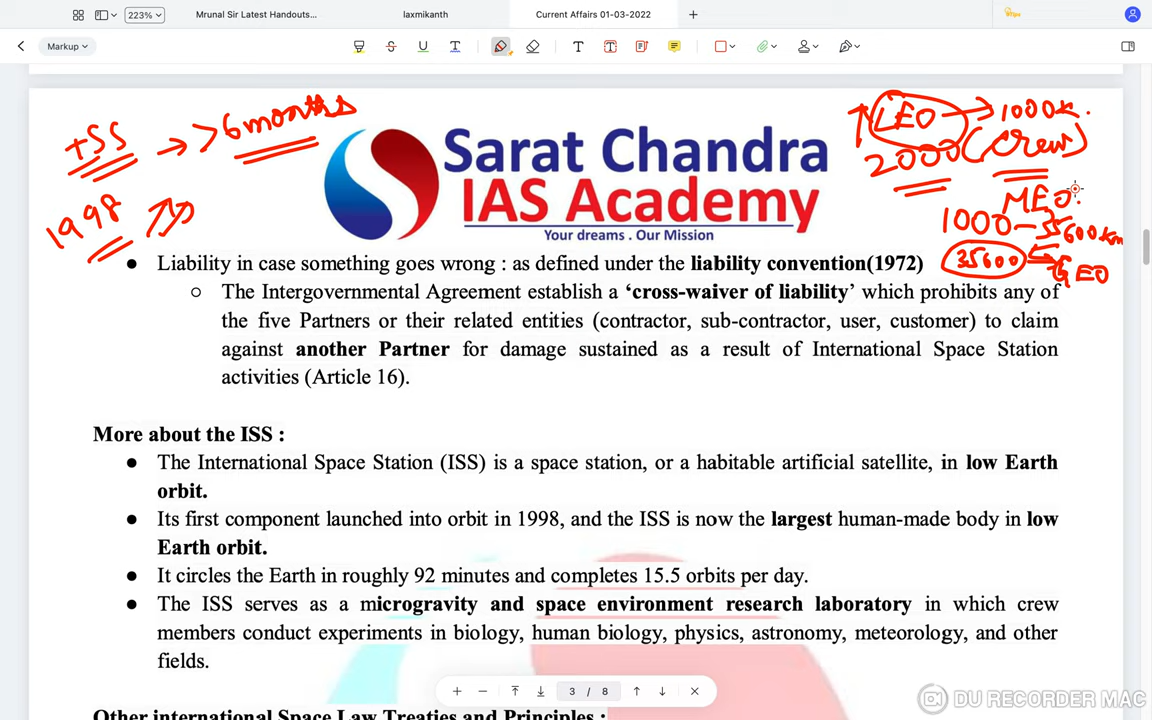 223%
Mrunal Sir Latest Handouts...
laxmikanth
Current Affairs 01-03-2022
Markup
ISS → > 6 months
1998
LEO → 1000k.
2000 (crew)
MEO:
1000 - 35600km
35600
GEO
Sarat Chandra
IAS Academy
Your dreams . Our Mission
● Liability in case something goes wrong : as defined under the liability convention(1972)
○ The Intergovernmental Agreement establish a ‘cross-waiver of liability’ which prohibits any of
the five Partners or their related entities (contractor, sub-contractor, user, customer) to claim
against another Partner for damage sustained as a result of International Space Station
activities (Article 16).
More about the ISS :
● The International Space Station (ISS) is a space station, or a habitable artificial satellite, in low Earth
orbit.
● Its first component launched into orbit in 1998, and the ISS is now the largest human-made body in low
Earth orbit.
● It circles the Earth in roughly 92 minutes and completes 15.5 orbits per day.
● The ISS serves as a microgravity and space environment research laboratory in which crew
members conduct experiments in biology, human biology, physics, astronomy, meteorology, and other
fields.
3 / 8
Other international Space Law Treaties and Principles :
DU RECORDER MAC